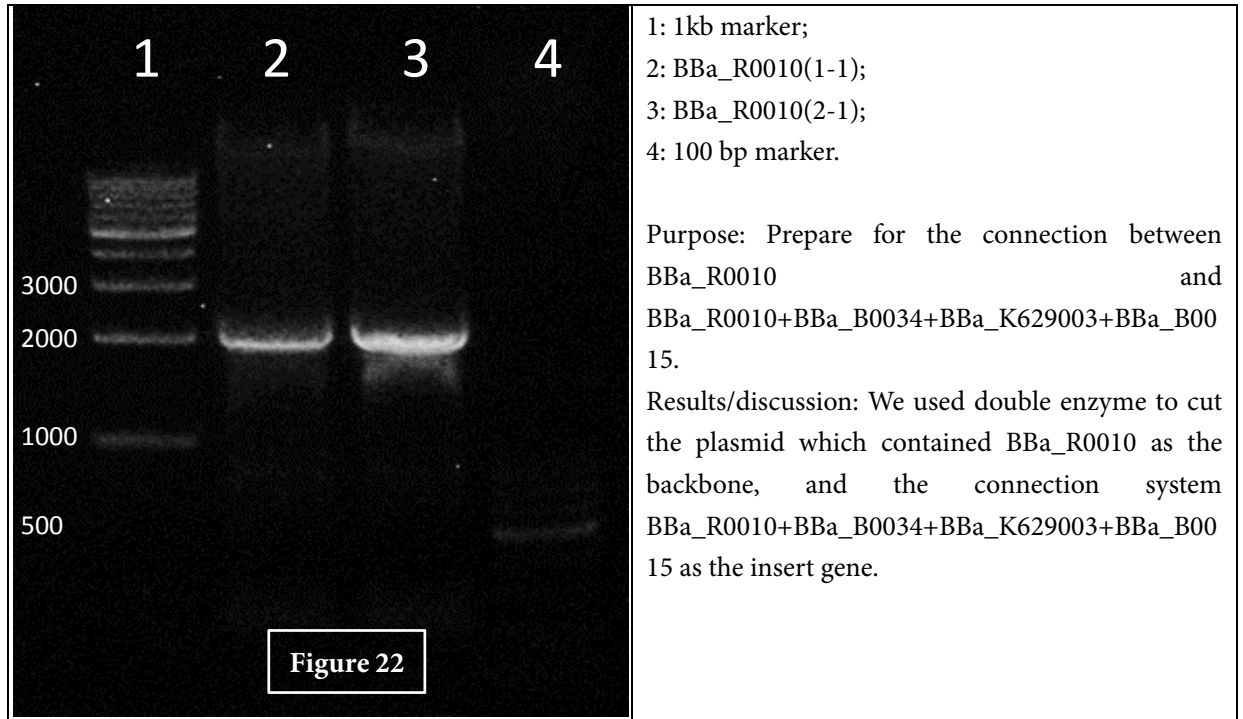 1 2 3 4
3000
2000
1000
500
Figure 22
1: 1kb marker;
2: BBa_R0010(1-1);
3: BBa_R0010(2-1);
4: 100 bp marker.
Purpose: Prepare for the connection between
BBa_R0010 and
BBa_R0010+BBa_B0034+BBa_K629003+BBa_B00
15.
Results/discussion: We used double enzyme to cut
the plasmid which contained BBa_R0010 as the
backbone, and the connection system
BBa_R0010+BBa_B0034+BBa_K629003+BBa_B00
15 as the insert gene.